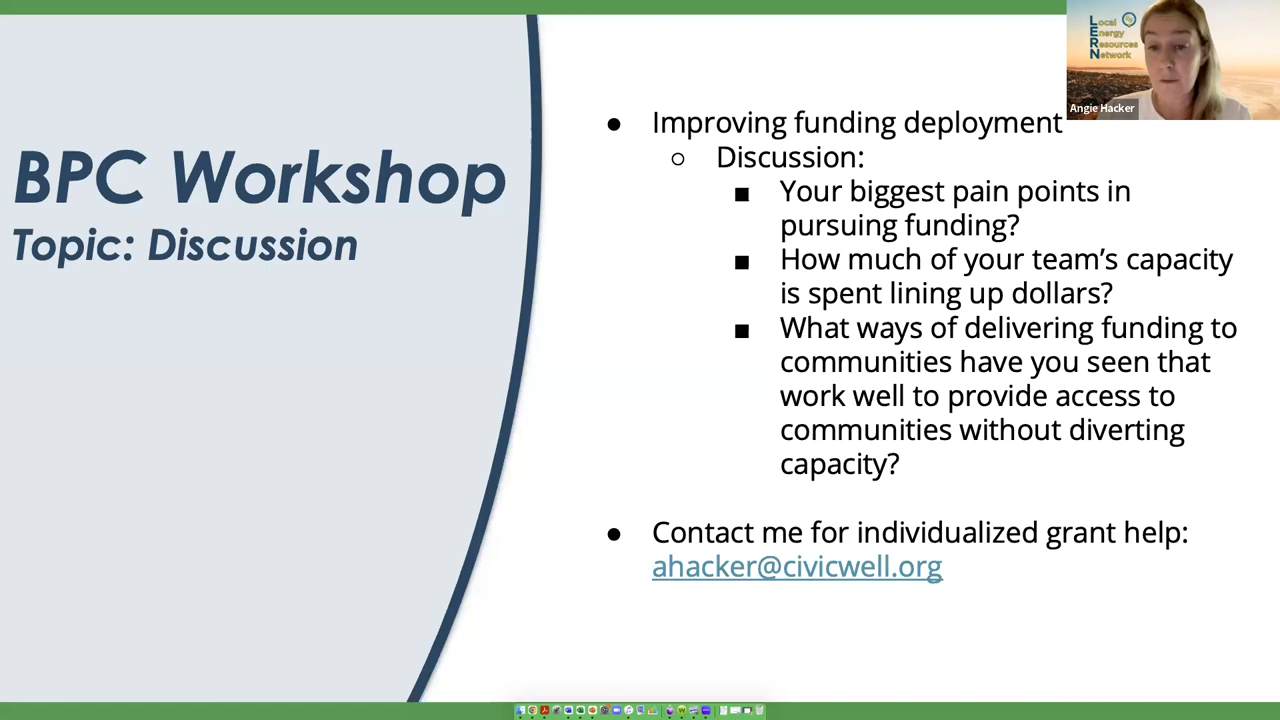 Local
Energy
Resources
Network
Angie Hacker
BPC Workshop
Topic: Discussion
● Improving funding deployment
○ Discussion:
■ Your biggest pain points in
pursuing funding?
■ How much of your team’s capacity
is spent lining up dollars?
■ What ways of delivering funding to
communities have you seen that
work well to provide access to
communities without diverting
capacity?
● Contact me for individualized grant help:
ahacker@civicwell.org